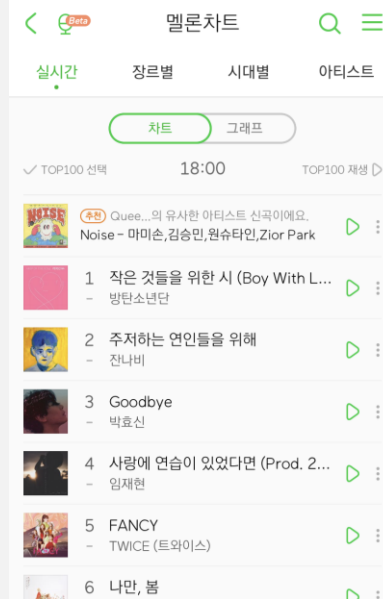 Beta
멜론차트
실시간 장르별 시대별 아티스트
차트 그래프
TOP100 선택 18:00 TOP100 재생
NOISE
추천 Quee...의 유사한 아티스트 신곡이에요.
Noise - 마미손,김승민,원슈타인,Zior Park
1 작은 것들을 위한 시 (Boy With L...
- 방탄소년단
2 주저하는 연인들을 위해
- 잔나비
3 Goodbye
- 박효신
4 사랑에 연습이 있었다면 (Prod. 2...
- 임재현
5 FANCY
- TWICE (트와이스)
6 나만, 봄